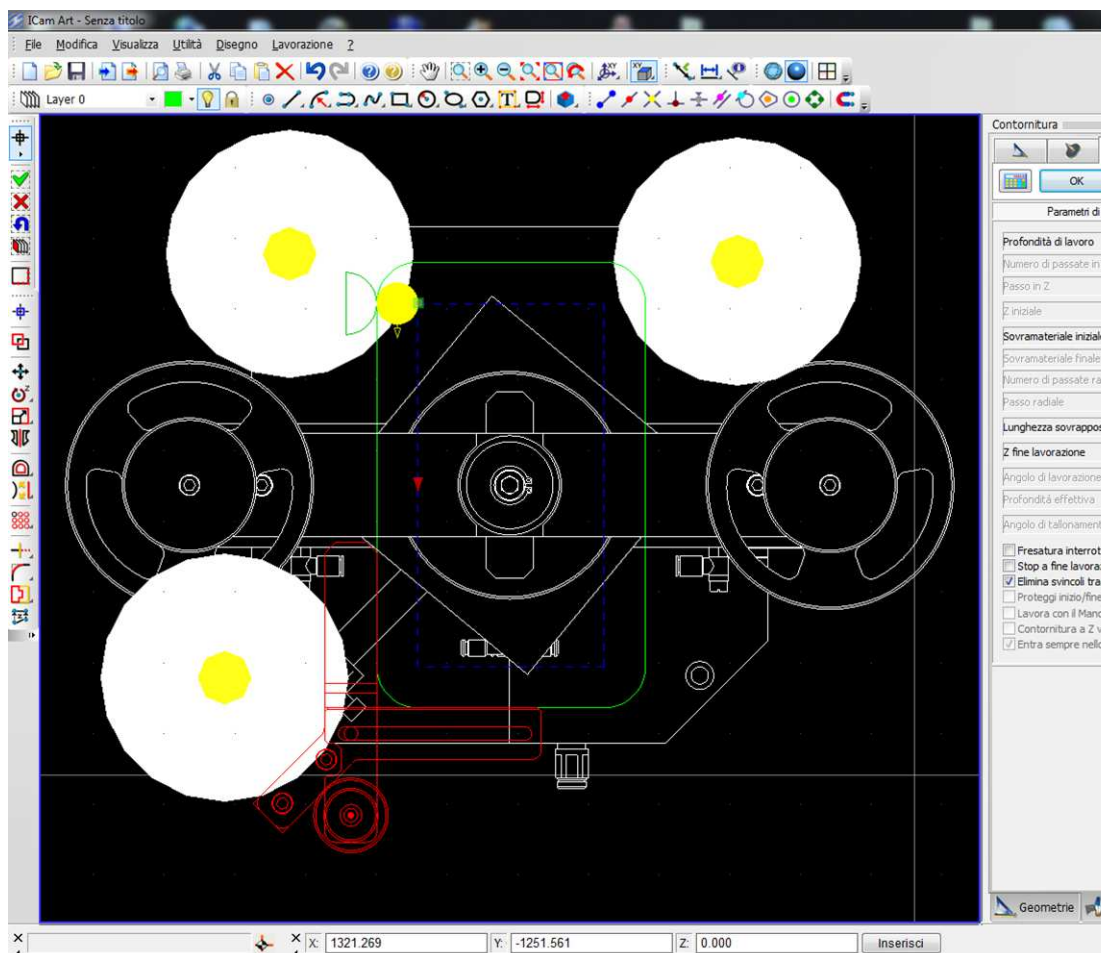 ICam Art - Senza titolo
File Modifica Visualizza Utilità Disegno Lavorazione ?
Layer 0
Contornitura
OK
Parametri di
Profondità di lavoro
Numero di passate in
Passo in Z
Z iniziale
Sovramateriale iniziale
Sovramateriale finale
Numero di passate ra
Passo radiale
Lunghezza sovrappos
Z fine lavorazione
Angolo di lavorazione
Profondità effettiva
Angolo di tallonament
Fresatura interrot
Stop a fine lavora
Elimina svincoli tra
Proteggi inizio/fine
Lavora con il Mand
Contornitura a Z v
Entra sempre nello
Geometrie
X: 1321.269 Y: -1251.561 Z: 0.000 Inserisci